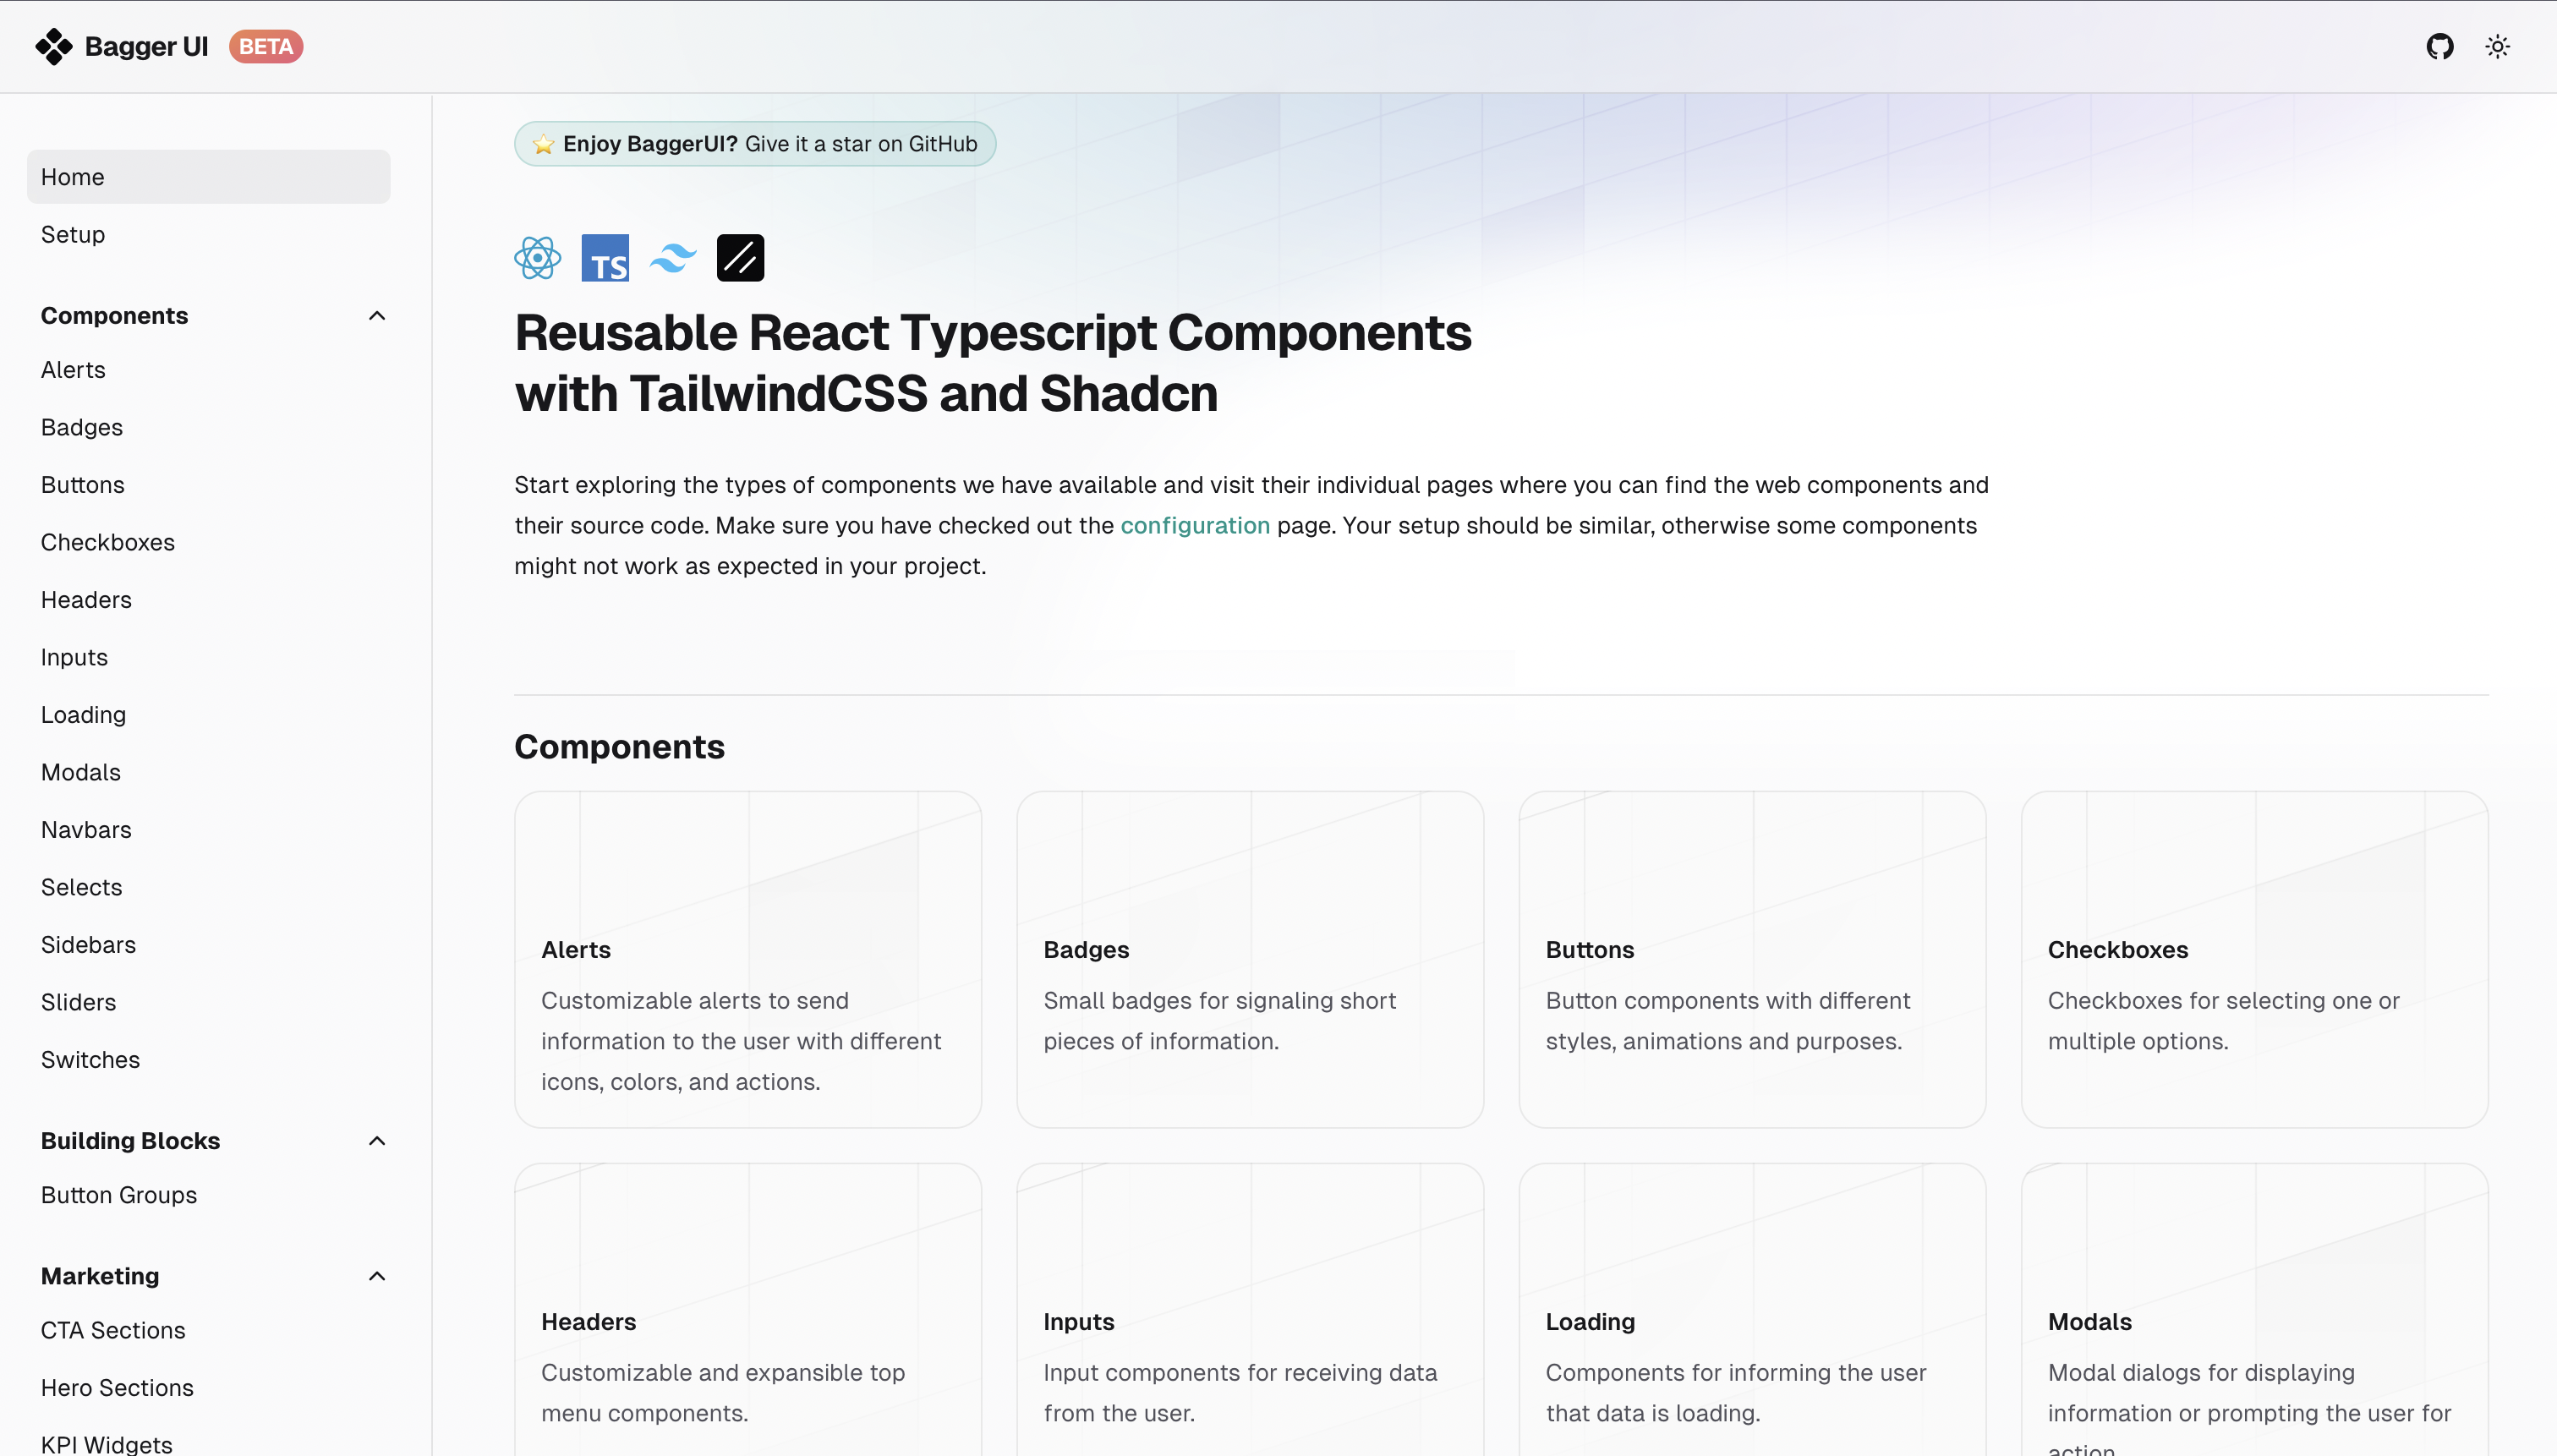 Bagger UI BETA
Home
Setup
Components
Alerts
Badges
Buttons
Checkboxes
Headers
Inputs
Loading
Modals
Navbars
Selects
Sidebars
Sliders
Switches
Building Blocks
Button Groups
Marketing
CTA Sections
Hero Sections
KPI Widgets
⭐ Enjoy BaggerUI? Give it a star on GitHub
TS
Reusable React Typescript Components
with TailwindCSS and Shadcn
Start exploring the types of components we have available and visit their individual pages where you can find the web components and
their source code. Make sure you have checked out the configuration page. Your setup should be similar, otherwise some components
might not work as expected in your project.
Components
Alerts
Customizable alerts to send
information to the user with different
icons, colors, and actions.
Badges
Small badges for signaling short
pieces of information.
Buttons
Button components with different
styles, animations and purposes.
Checkboxes
Checkboxes for selecting one or
multiple options.
Headers
Customizable and expansible top
menu components.
Inputs
Input components for receiving data
from the user.
Loading
Components for informing the user
that data is loading.
Modals
Modal dialogs for displaying
information or prompting the user for
action.